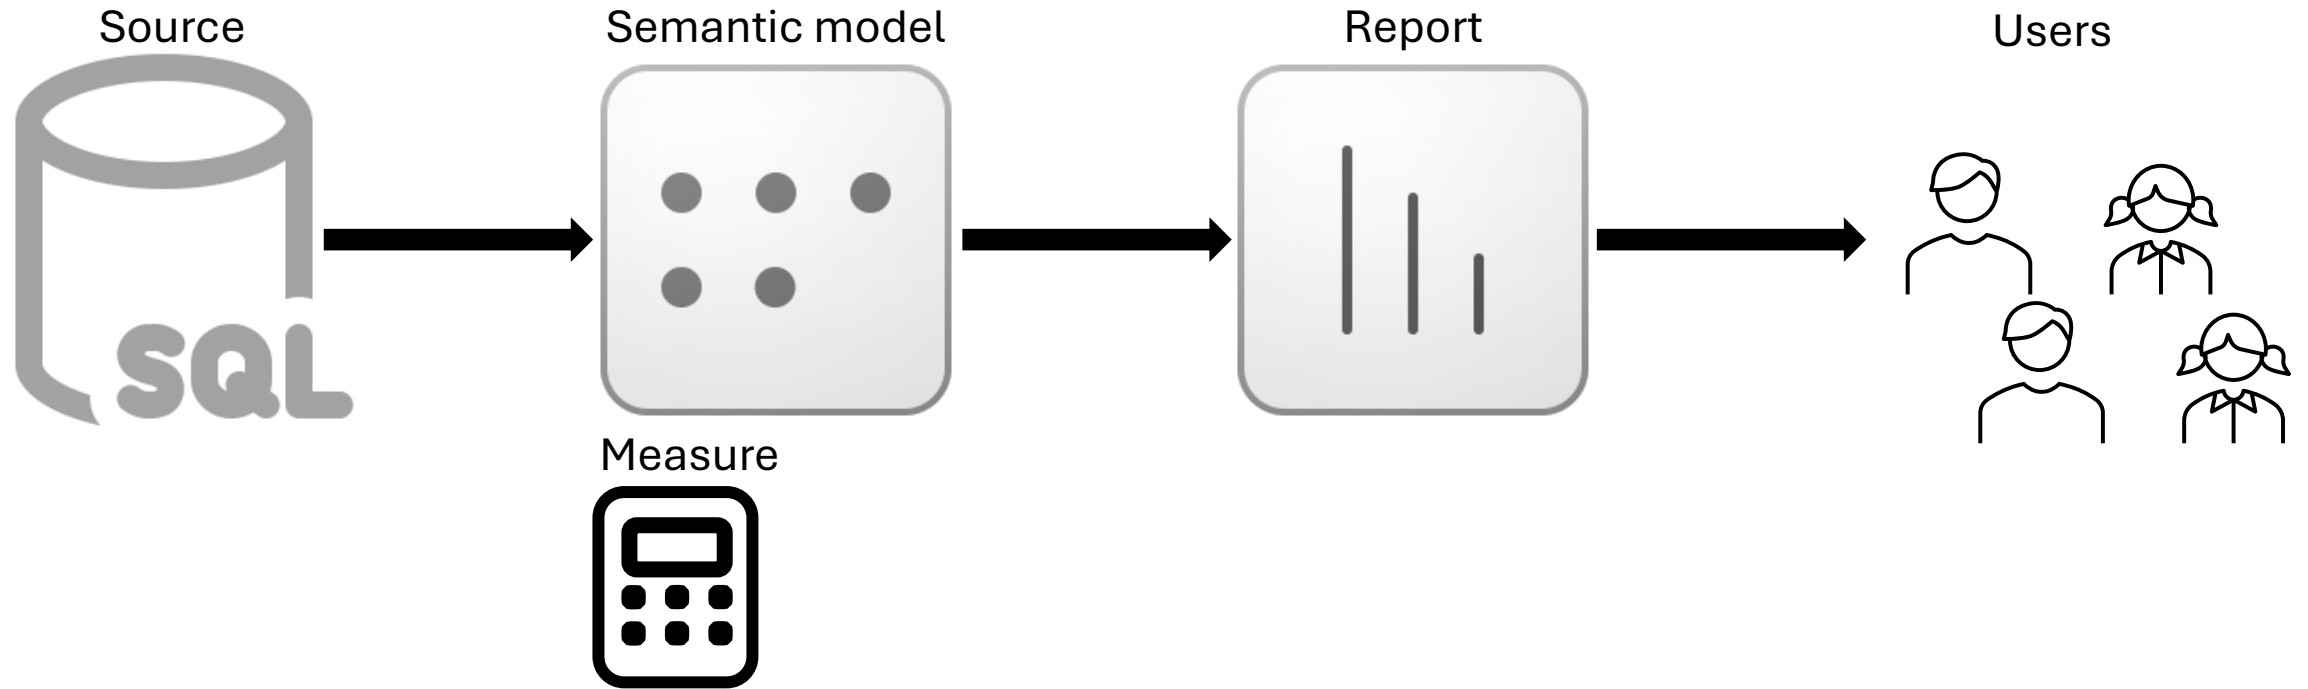 Source
Semantic model
Report
Users
SQL
Measure